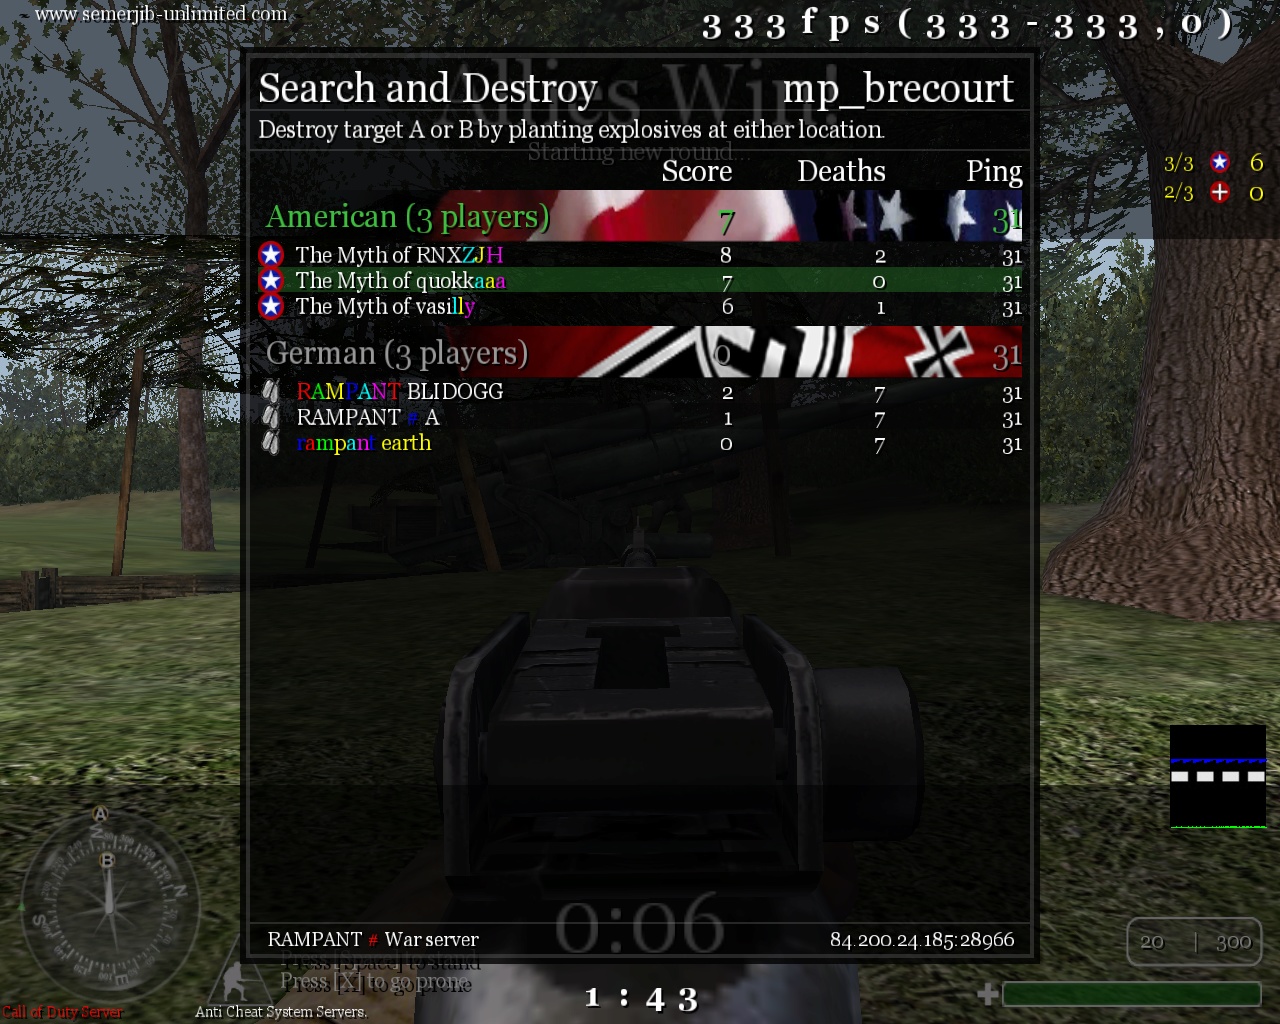 www semerjib-unlimited com
333fps(333-333,0)
Allies Win!
Search and Destroy mp_brecourt
Destroy target A or B by planting explosives at either location.
Starting new round...
Score Deaths Ping
3/3 6
2/3 0
American (3 players) 7 31
The Myth of RNXZJH 8 2 31
The Myth of quokkaaa 7 0 31
The Myth of vasilly 6 1 31
German (3 players) 0 31
RAMPANT BLIDOGG 2 7 31
RAMPANT # A 1 7 31
rampant earth 0 7 31
A
B
W
N
S
E
0:06
RAMPANT # War server 84.200.24.185:28966
20 | 300
Press [Space] to stand
Press [X] to go prone
1:43
Call of Duty Server
Anti Cheat System Servers.